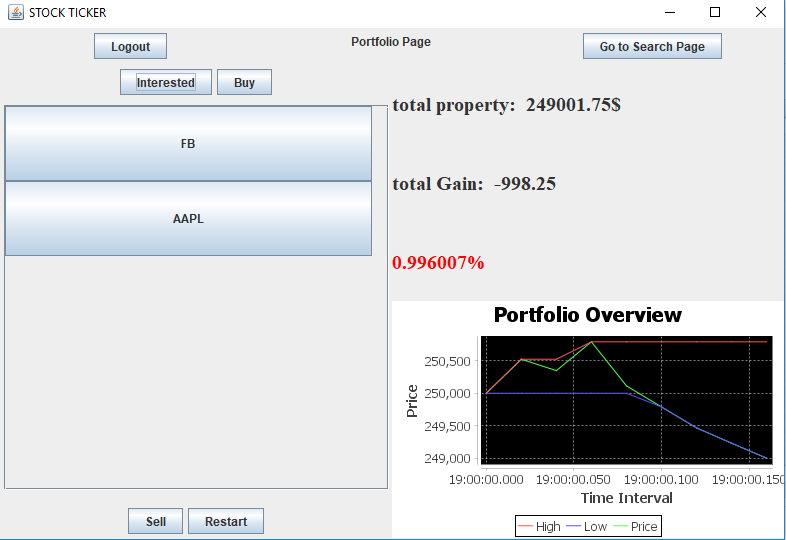 STOCK TICKER
Logout
Portfolio Page
Go to Search Page
Interested
Buy
FB
AAPL
total property: 249001.75$
total Gain: -998.25
0.996007%
Portfolio Overview
Price
250,500
250,000
249,500
249,000
19:00:00.000 19:00:00.050 19:00:00.100 19:00:00.150
Time Interval
High Low Price
Sell
Restart